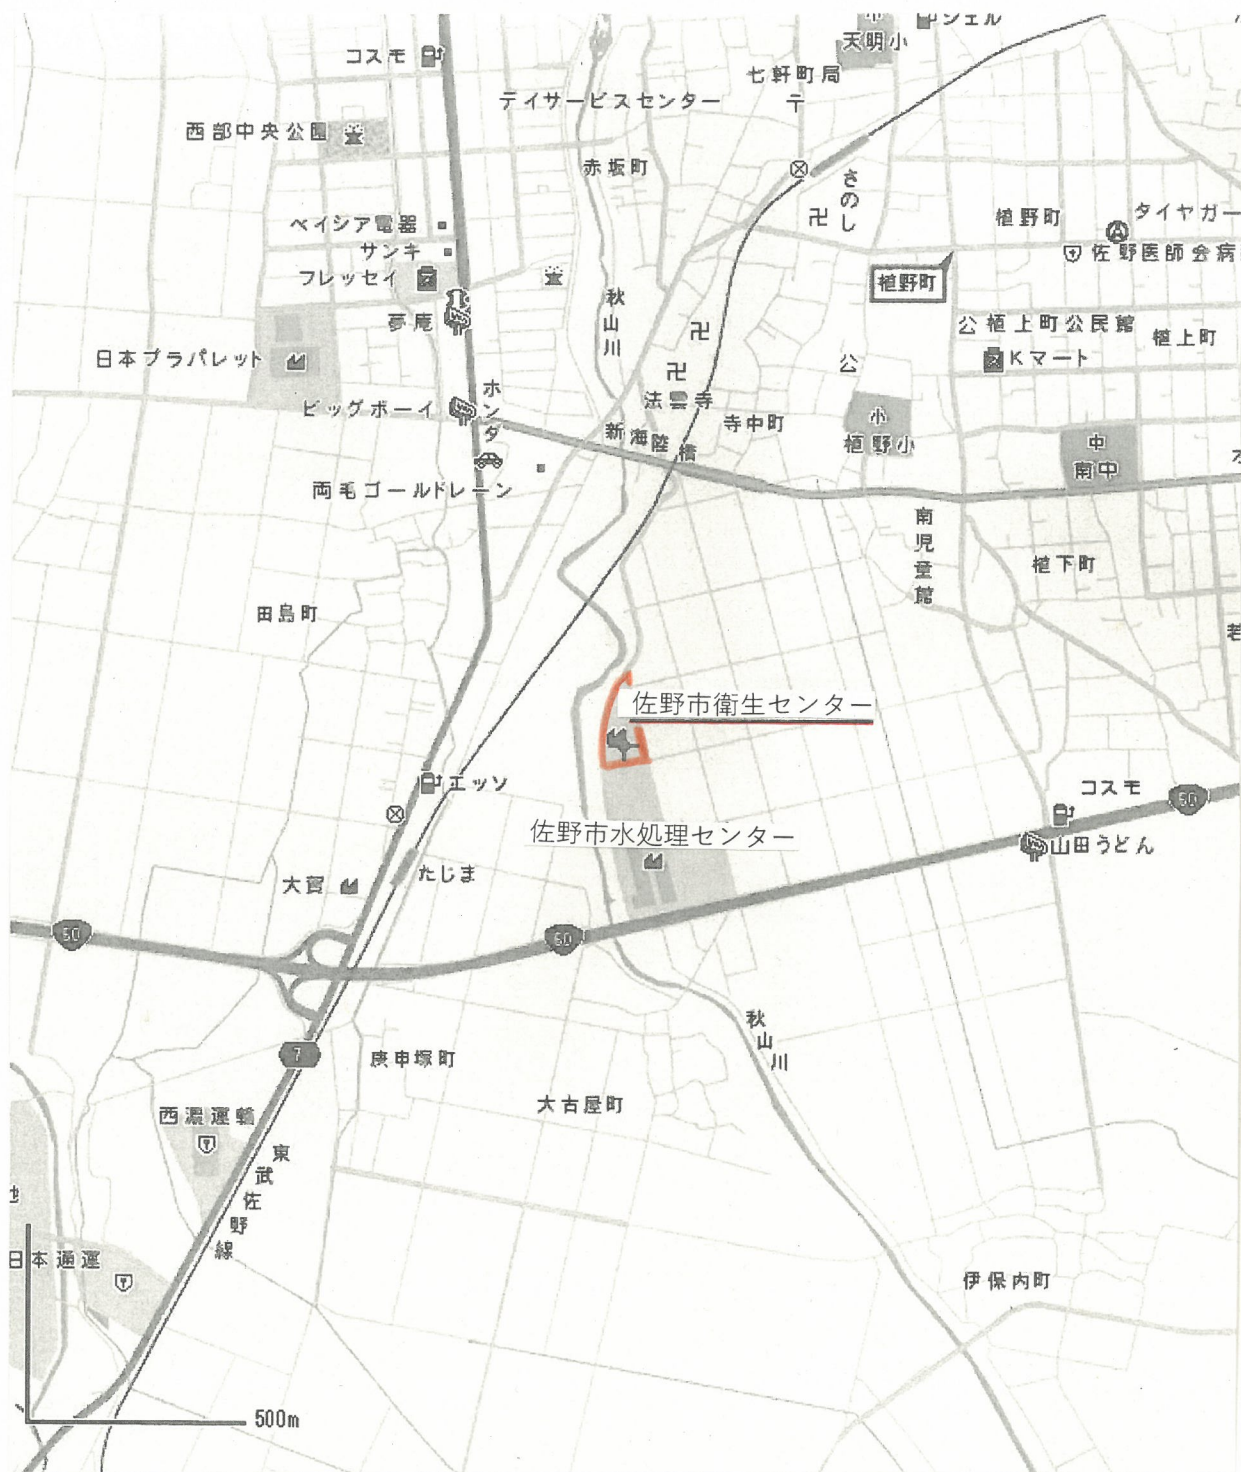 シェル
コスモ
天明小
七軒町局
デイサービスセンター
西部中央公園
赤坂町
さのし
植野町
タイヤガー
ベイシア電器
サンキ
佐野医師会病
フレッセイ
植野町
秋山川
夢庵
公 植上町公民館
植上町
日本プラパレット
Kマート
公
ホンダ
法雲寺
ビッグボーイ
寺中町
小
植野小
新海陸橋
中
南中
両毛ゴールドレーン
南児童館
植下町
田島町
若
佐野市衛生センター
エッソ
コスモ
50
佐野市水処理センター
山田うどん
たじま
大賀
50
50
秋山川
7
庚申塚町
大古屋町
西濃運輸
東武佐野線
日本通運
伊保内町
500m